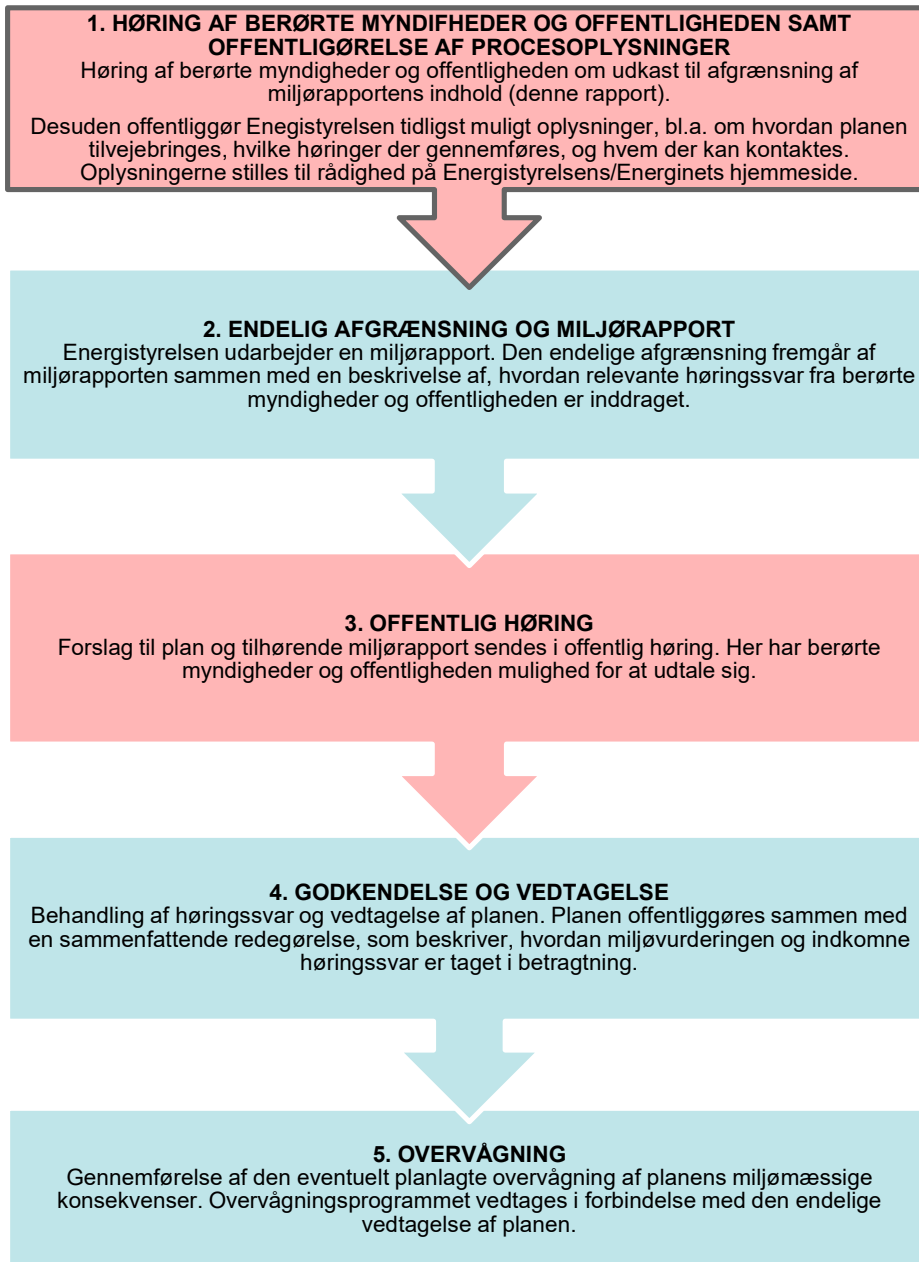 1. HØRING AF BERØRTE MYNDIFHEDER OG OFFENTLIGHEDEN SAMT
OFFENTLIGØRELSE AF PROCESOPLYSNINGER
Høring af berørte myndigheder og offentligheden om udkast til afgrænsning af
miljørapportens indhold (denne rapport).
Desuden offentliggør Enegistyrelsen tidligst muligt oplysninger, bl.a. om hvordan planen
tilvejebringes, hvilke høringer der gennemføres, og hvem der kan kontaktes.
Oplysningerne stilles til rådighed på Energistyrelsens/Energinets hjemmeside.
2. ENDELIG AFGRÆNSNING OG MILJØRAPPORT
Energistyrelsen udarbejder en miljørapport. Den endelige afgrænsning fremgår af
miljørapporten sammen med en beskrivelse af, hvordan relevante høringssvar fra berørte
myndigheder og offentligheden er inddraget.
3. OFFENTLIG HØRING
Forslag til plan og tilhørende miljørapport sendes i offentlig høring. Her har berørte
myndigheder og offentligheden mulighed for at udtale sig.
4. GODKENDELSE OG VEDTAGELSE
Behandling af høringssvar og vedtagelse af planen. Planen offentliggøres sammen med
en sammenfattende redegørelse, som beskriver, hvordan miljøvurderingen og indkomne
høringssvar er taget i betragtning.
5. OVERVÅGNING
Gennemførelse af den eventuelt planlagte overvågning af planens miljømæssige
konsekvenser. Overvågningsprogrammet vedtages i forbindelse med den endelige
vedtagelse af planen.